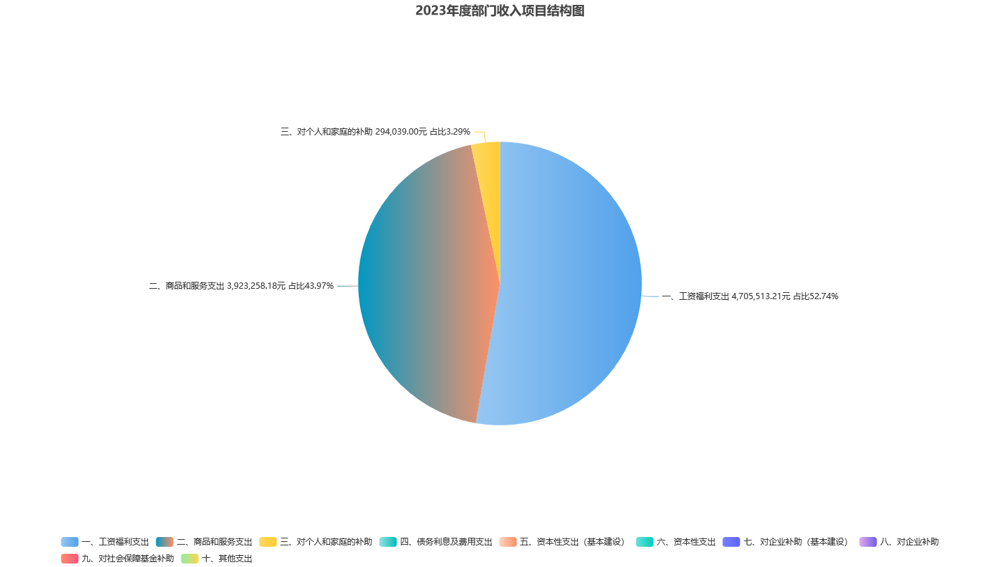 2023年度部门收入项目结构图
三、对个人和家庭的补助 294,039.00元 占比3.29%
二、商品和服务支出 3,923,258.18元 占比43.97%
一、工资福利支出 4,705,513.21元 占比52.74%
一、工资福利支出 二、商品和服务支出 三、对个人和家庭的补助 四、债务利息及费用支出 五、资本性支出（基本建设） 六、资本性支出 七、对企业补助（基本建设） 八、对企业补助
九、对社会保障基金补助 十、其他支出